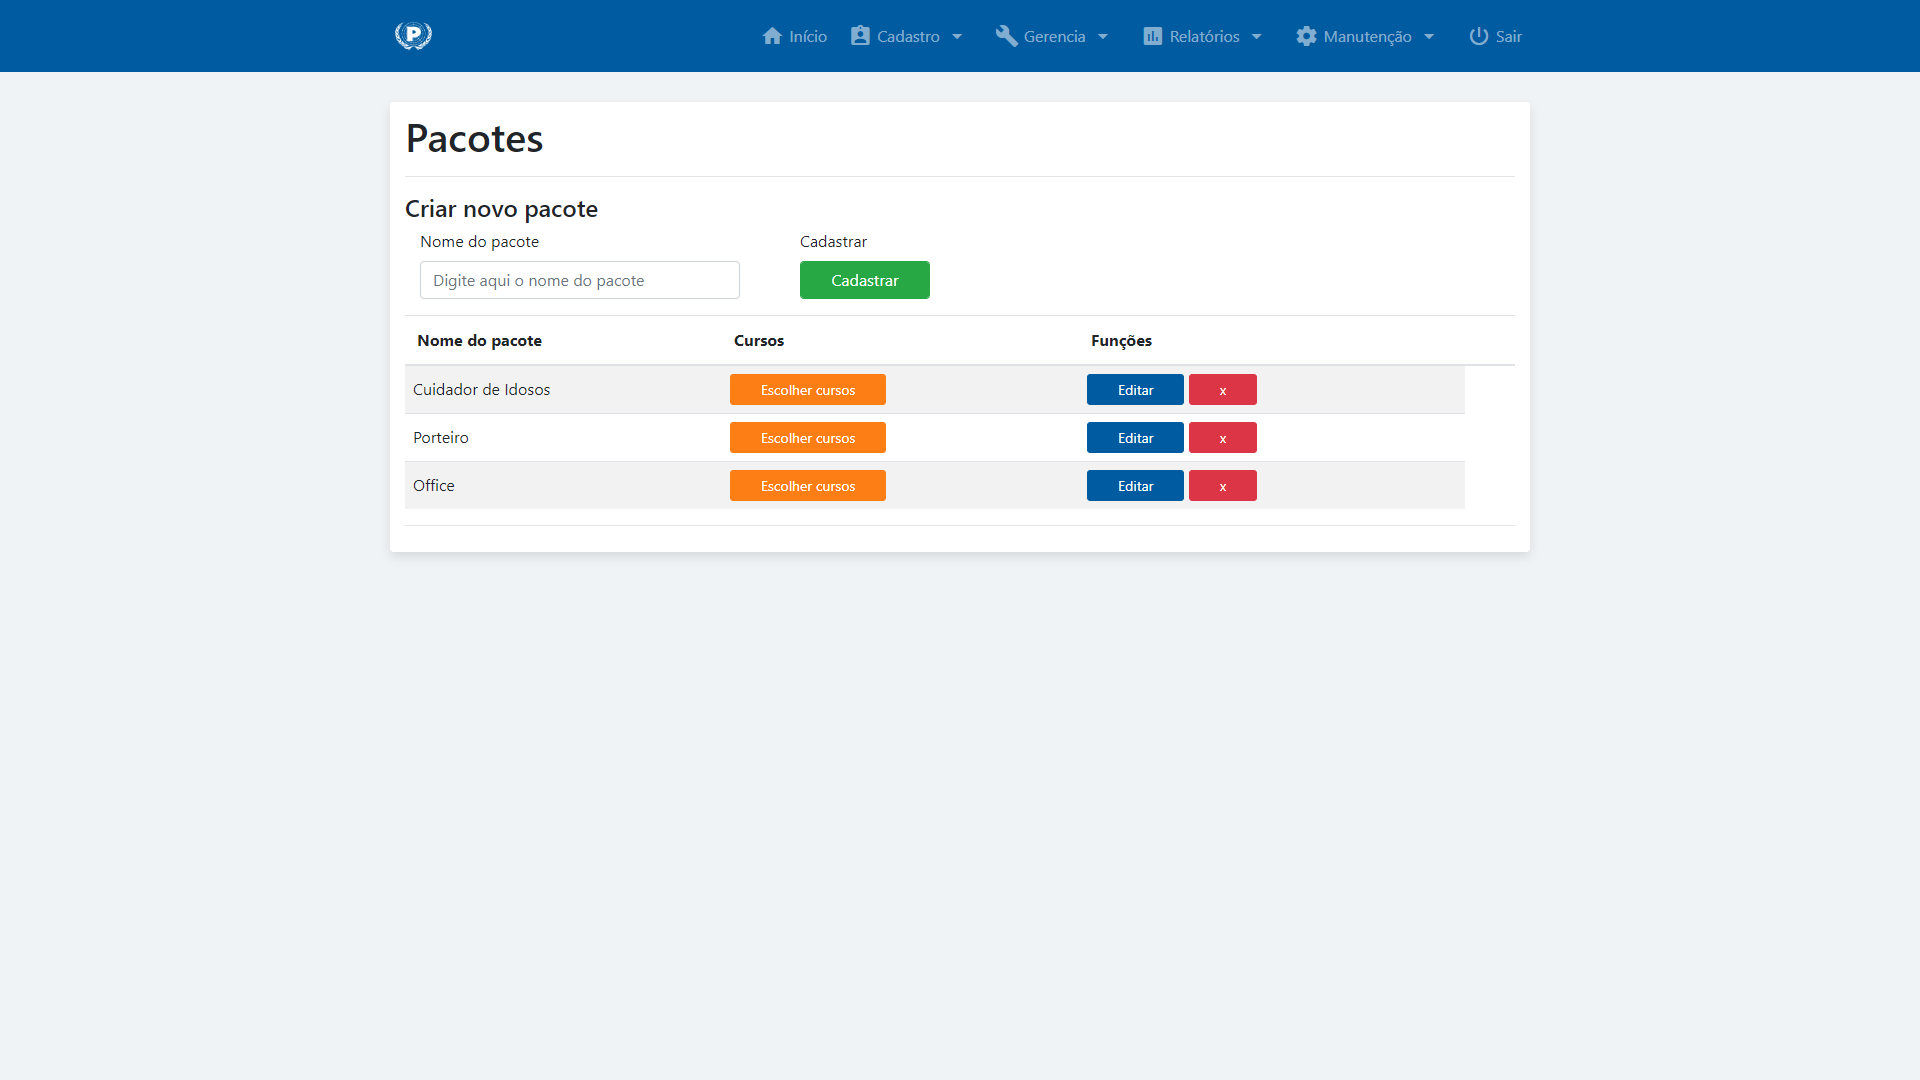 P
Início Cadastro Gerencia Relatórios Manutenção Sair
Pacotes
Criar novo pacote
Nome do pacote Cadastrar
Digite aqui o nome do pacote Cadastrar
Nome do pacote Cursos Funções
Cuidador de Idosos Escolher cursos Editar x
Porteiro Escolher cursos Editar x
Office Escolher cursos Editar x